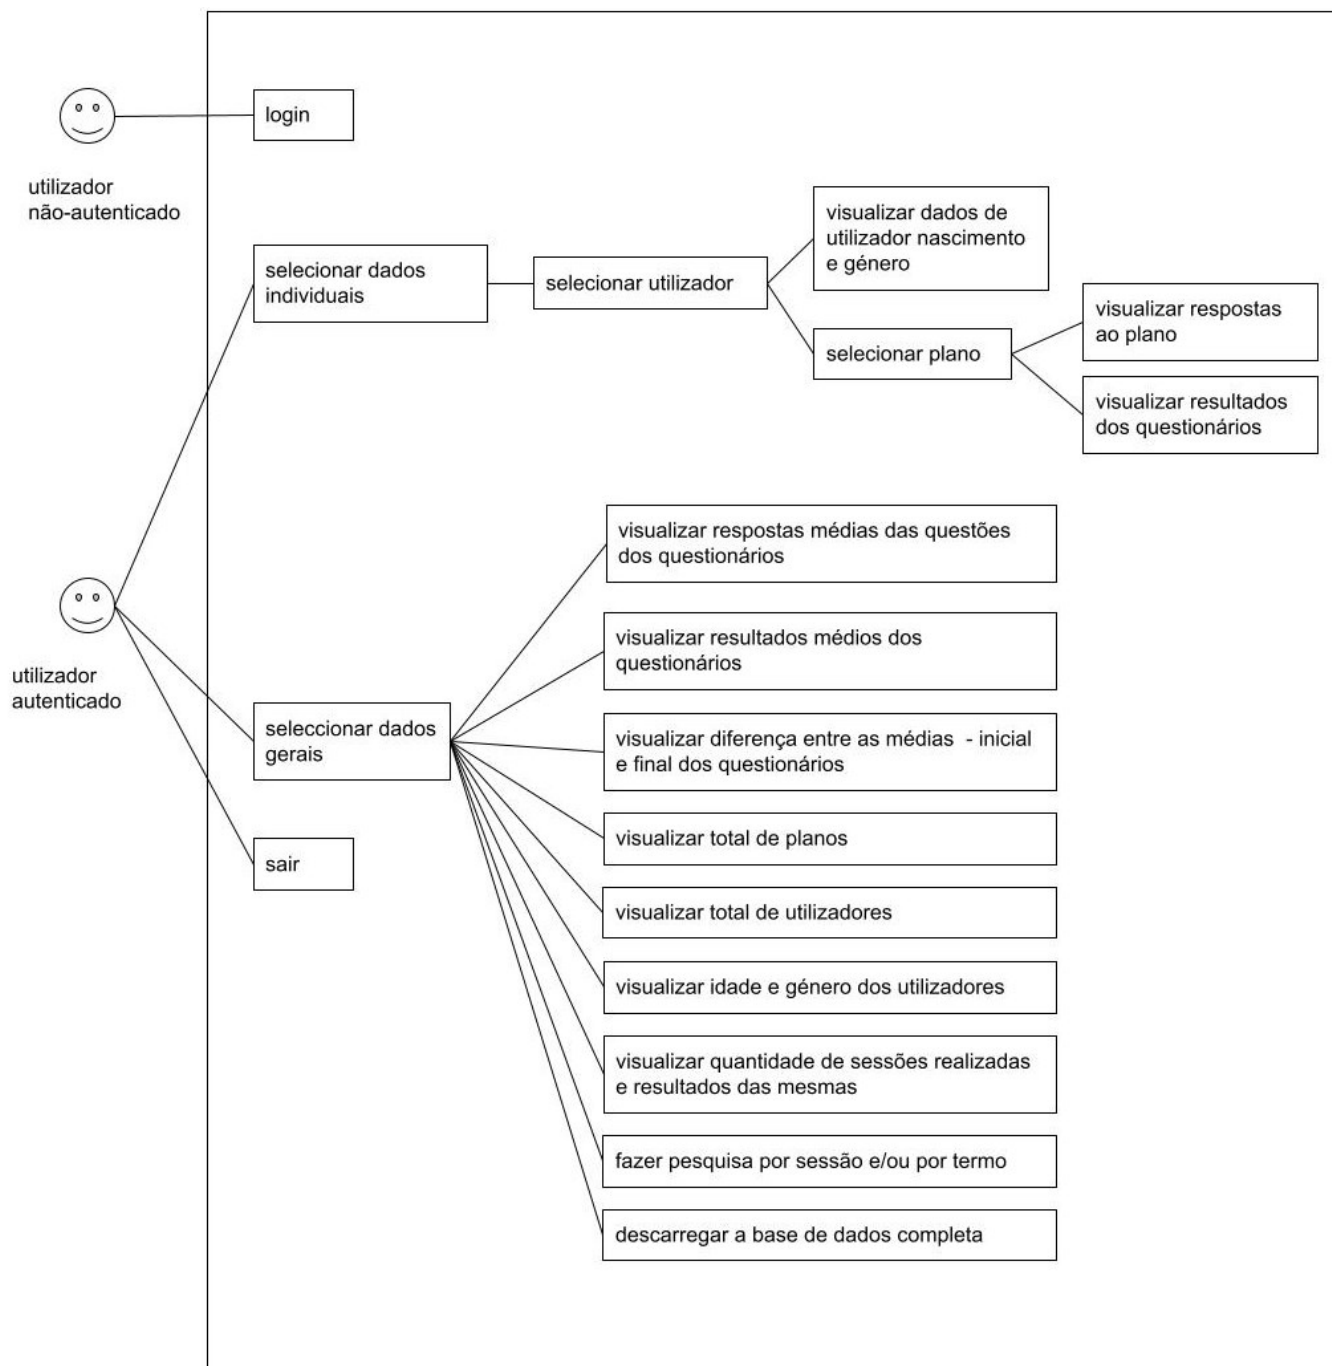 login
utilizador
não-autenticado
selecionar dados
individuais
selecionar utilizador
visualizar dados de
utilizador nascimento
e género
selecionar plano
visualizar respostas
ao plano
visualizar resultados
dos questionários
utilizador
autenticado
seleccionar dados
gerais
sair
visualizar respostas médias das questões
dos questionários
visualizar resultados médios dos
questionários
visualizar diferença entre as médias - inicial
e final dos questionários
visualizar total de planos
visualizar total de utilizadores
visualizar idade e género dos utilizadores
visualizar quantidade de sessões realizadas
e resultados das mesmas
fazer pesquisa por sessão e/ou por termo
descarregar a base de dados completa